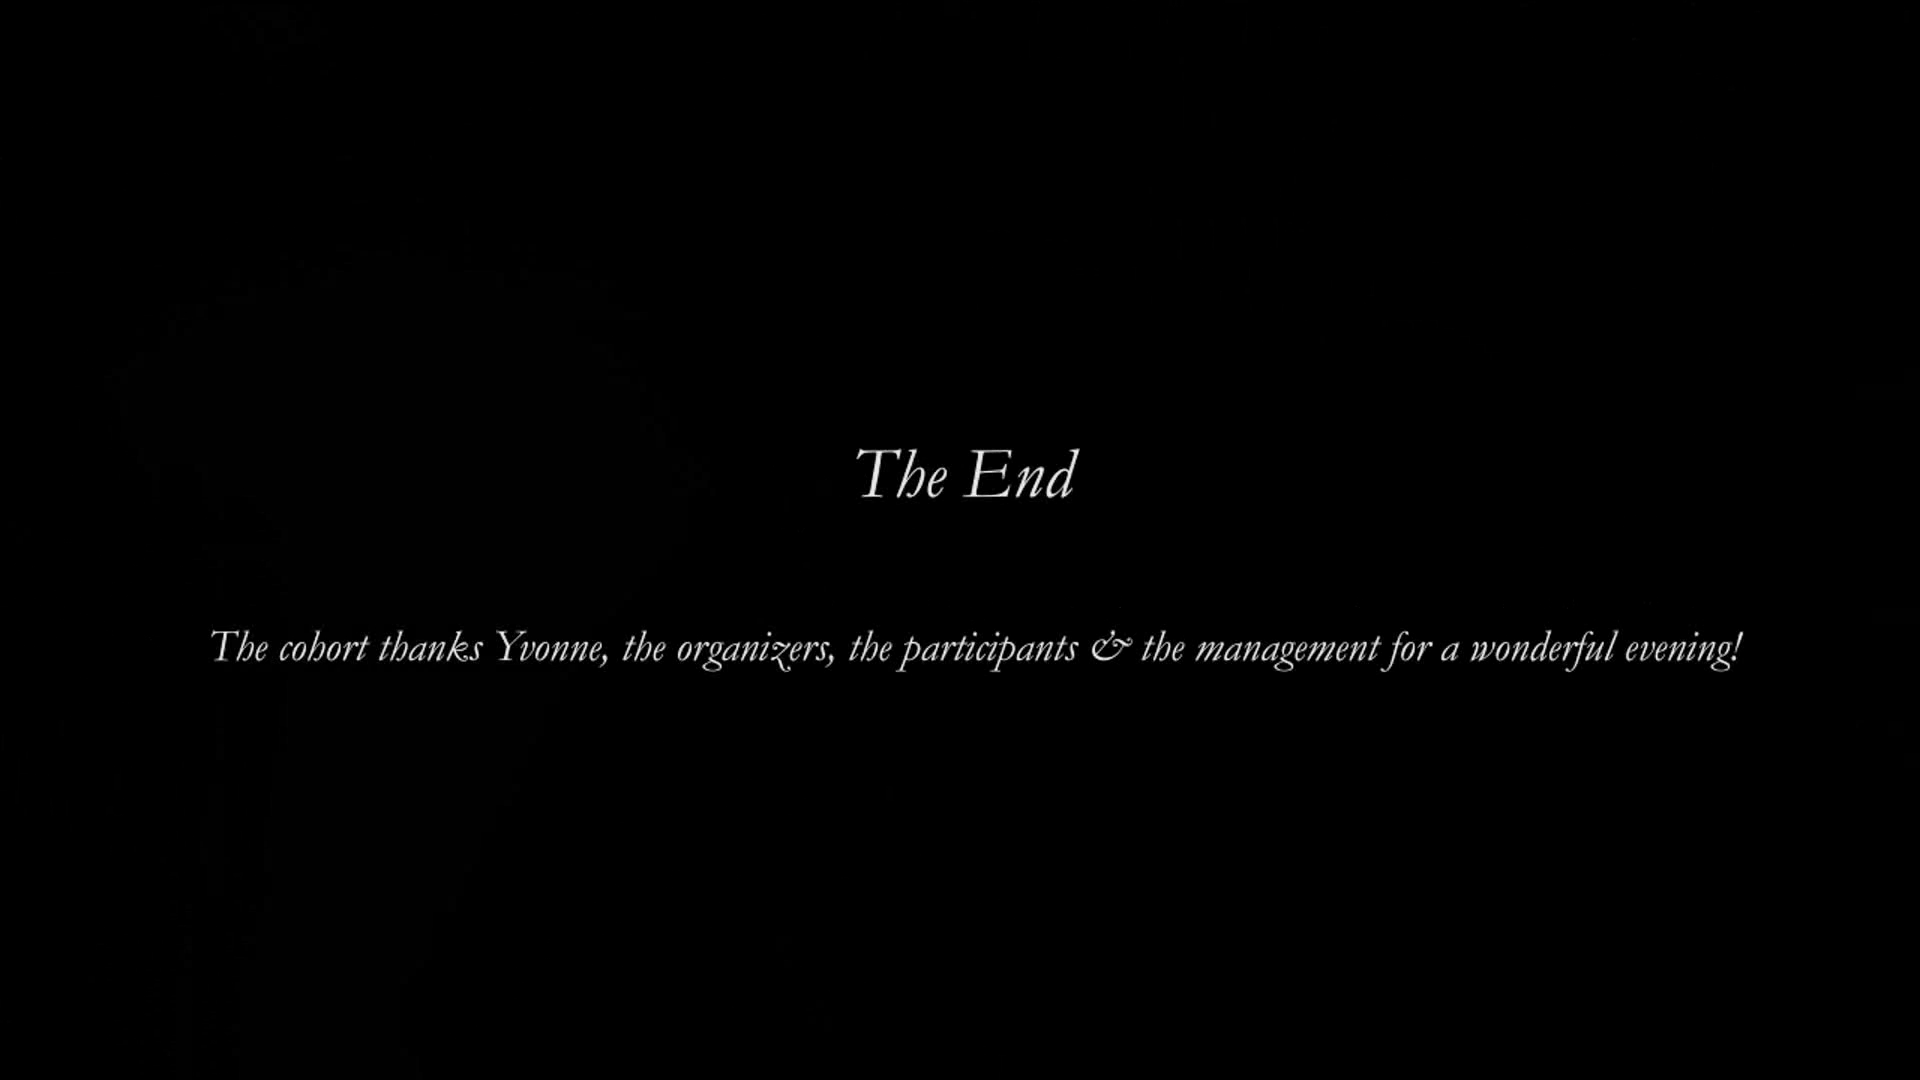 The End
The cohort thanks Yvonne, the organizers, the participants & the management for a wonderful evening!